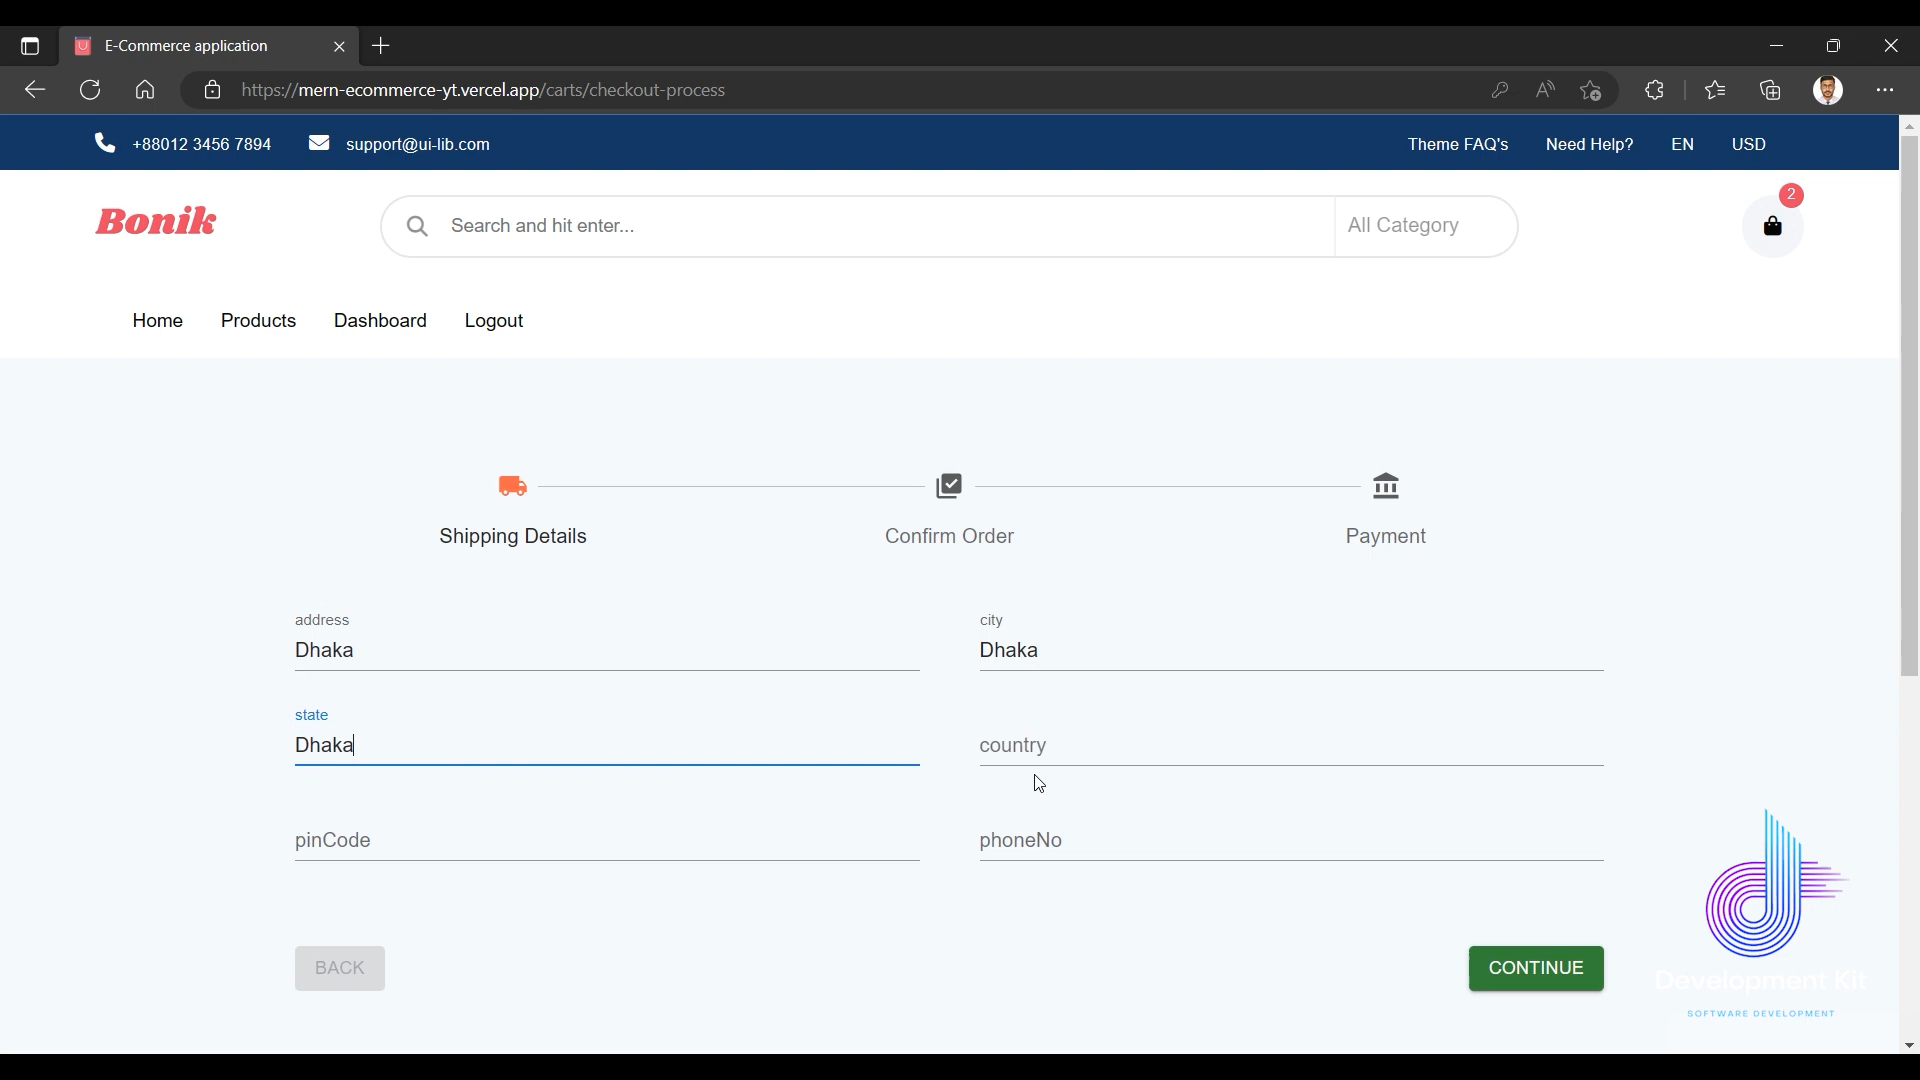 E-Commerce application
https://mern-ecommerce-yt.vercel.app/carts/checkout-process
+88012 3456 7894 support@ui-lib.com Theme FAQ's Need Help? EN USD
2
Bonik Search and hit enter... All Category
Home Products Dashboard Logout
Shipping Details Confirm Order Payment
address city
Dhaka Dhaka
state
Dhaka country
pinCode phoneNo
BACK CONTINUE
Development Kit
SOFTWARE DEVELOPMENT